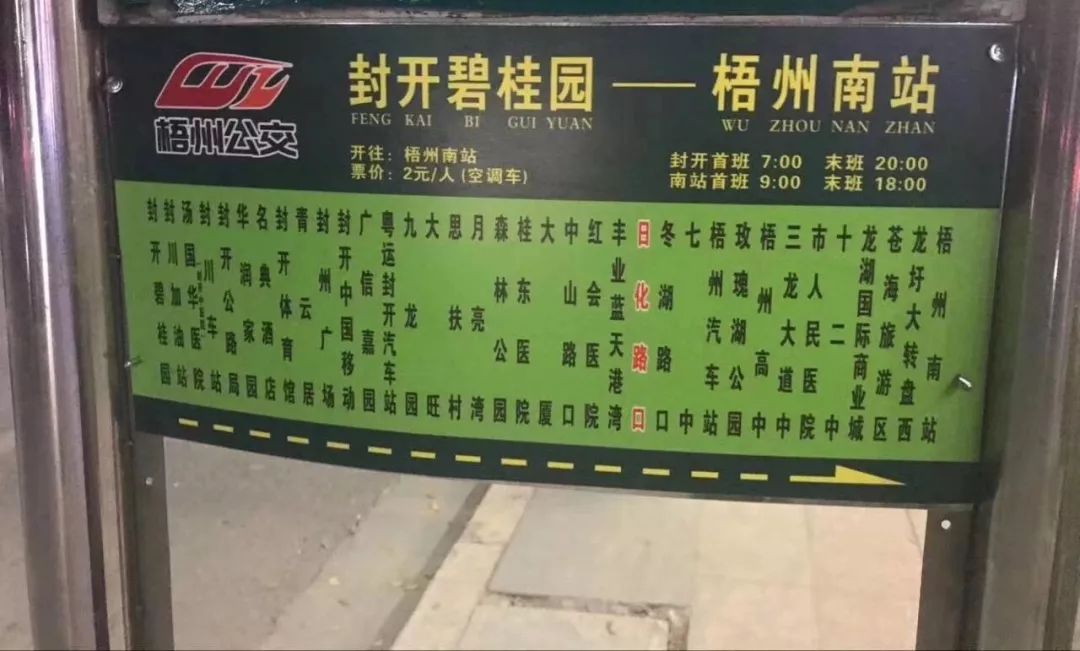 梧州公交
封开碧桂园——梧州南站
FENG KAI BI GUI YUAN WU ZHOU NAN ZHAN
开往：梧州南站
票价：2元/人(空调车)
封开首班 7:00 末班 20:00
南站首班 9:00 末班 18:00
封开碧桂园
封川加油站
汤国华医院
封川车站
封开公路局
华润家园
名典酒店
封开体育馆
青云居
封州广场
封开中国移动
广信嘉园
粤运封开汽车站
九龙园
大旺
思扶村
月亮湾
森林公园
桂东医院
大厦
中山路口
红会医院
丰业蓝天港湾
日化路口
冬湖路口
七中
梧州汽车站
玫瑰湖公园
梧州高中
三龙大道中
市人民医院
十二中
龙湖国际商业城
苍海旅游区
龙圩大转盘西
梧州南站